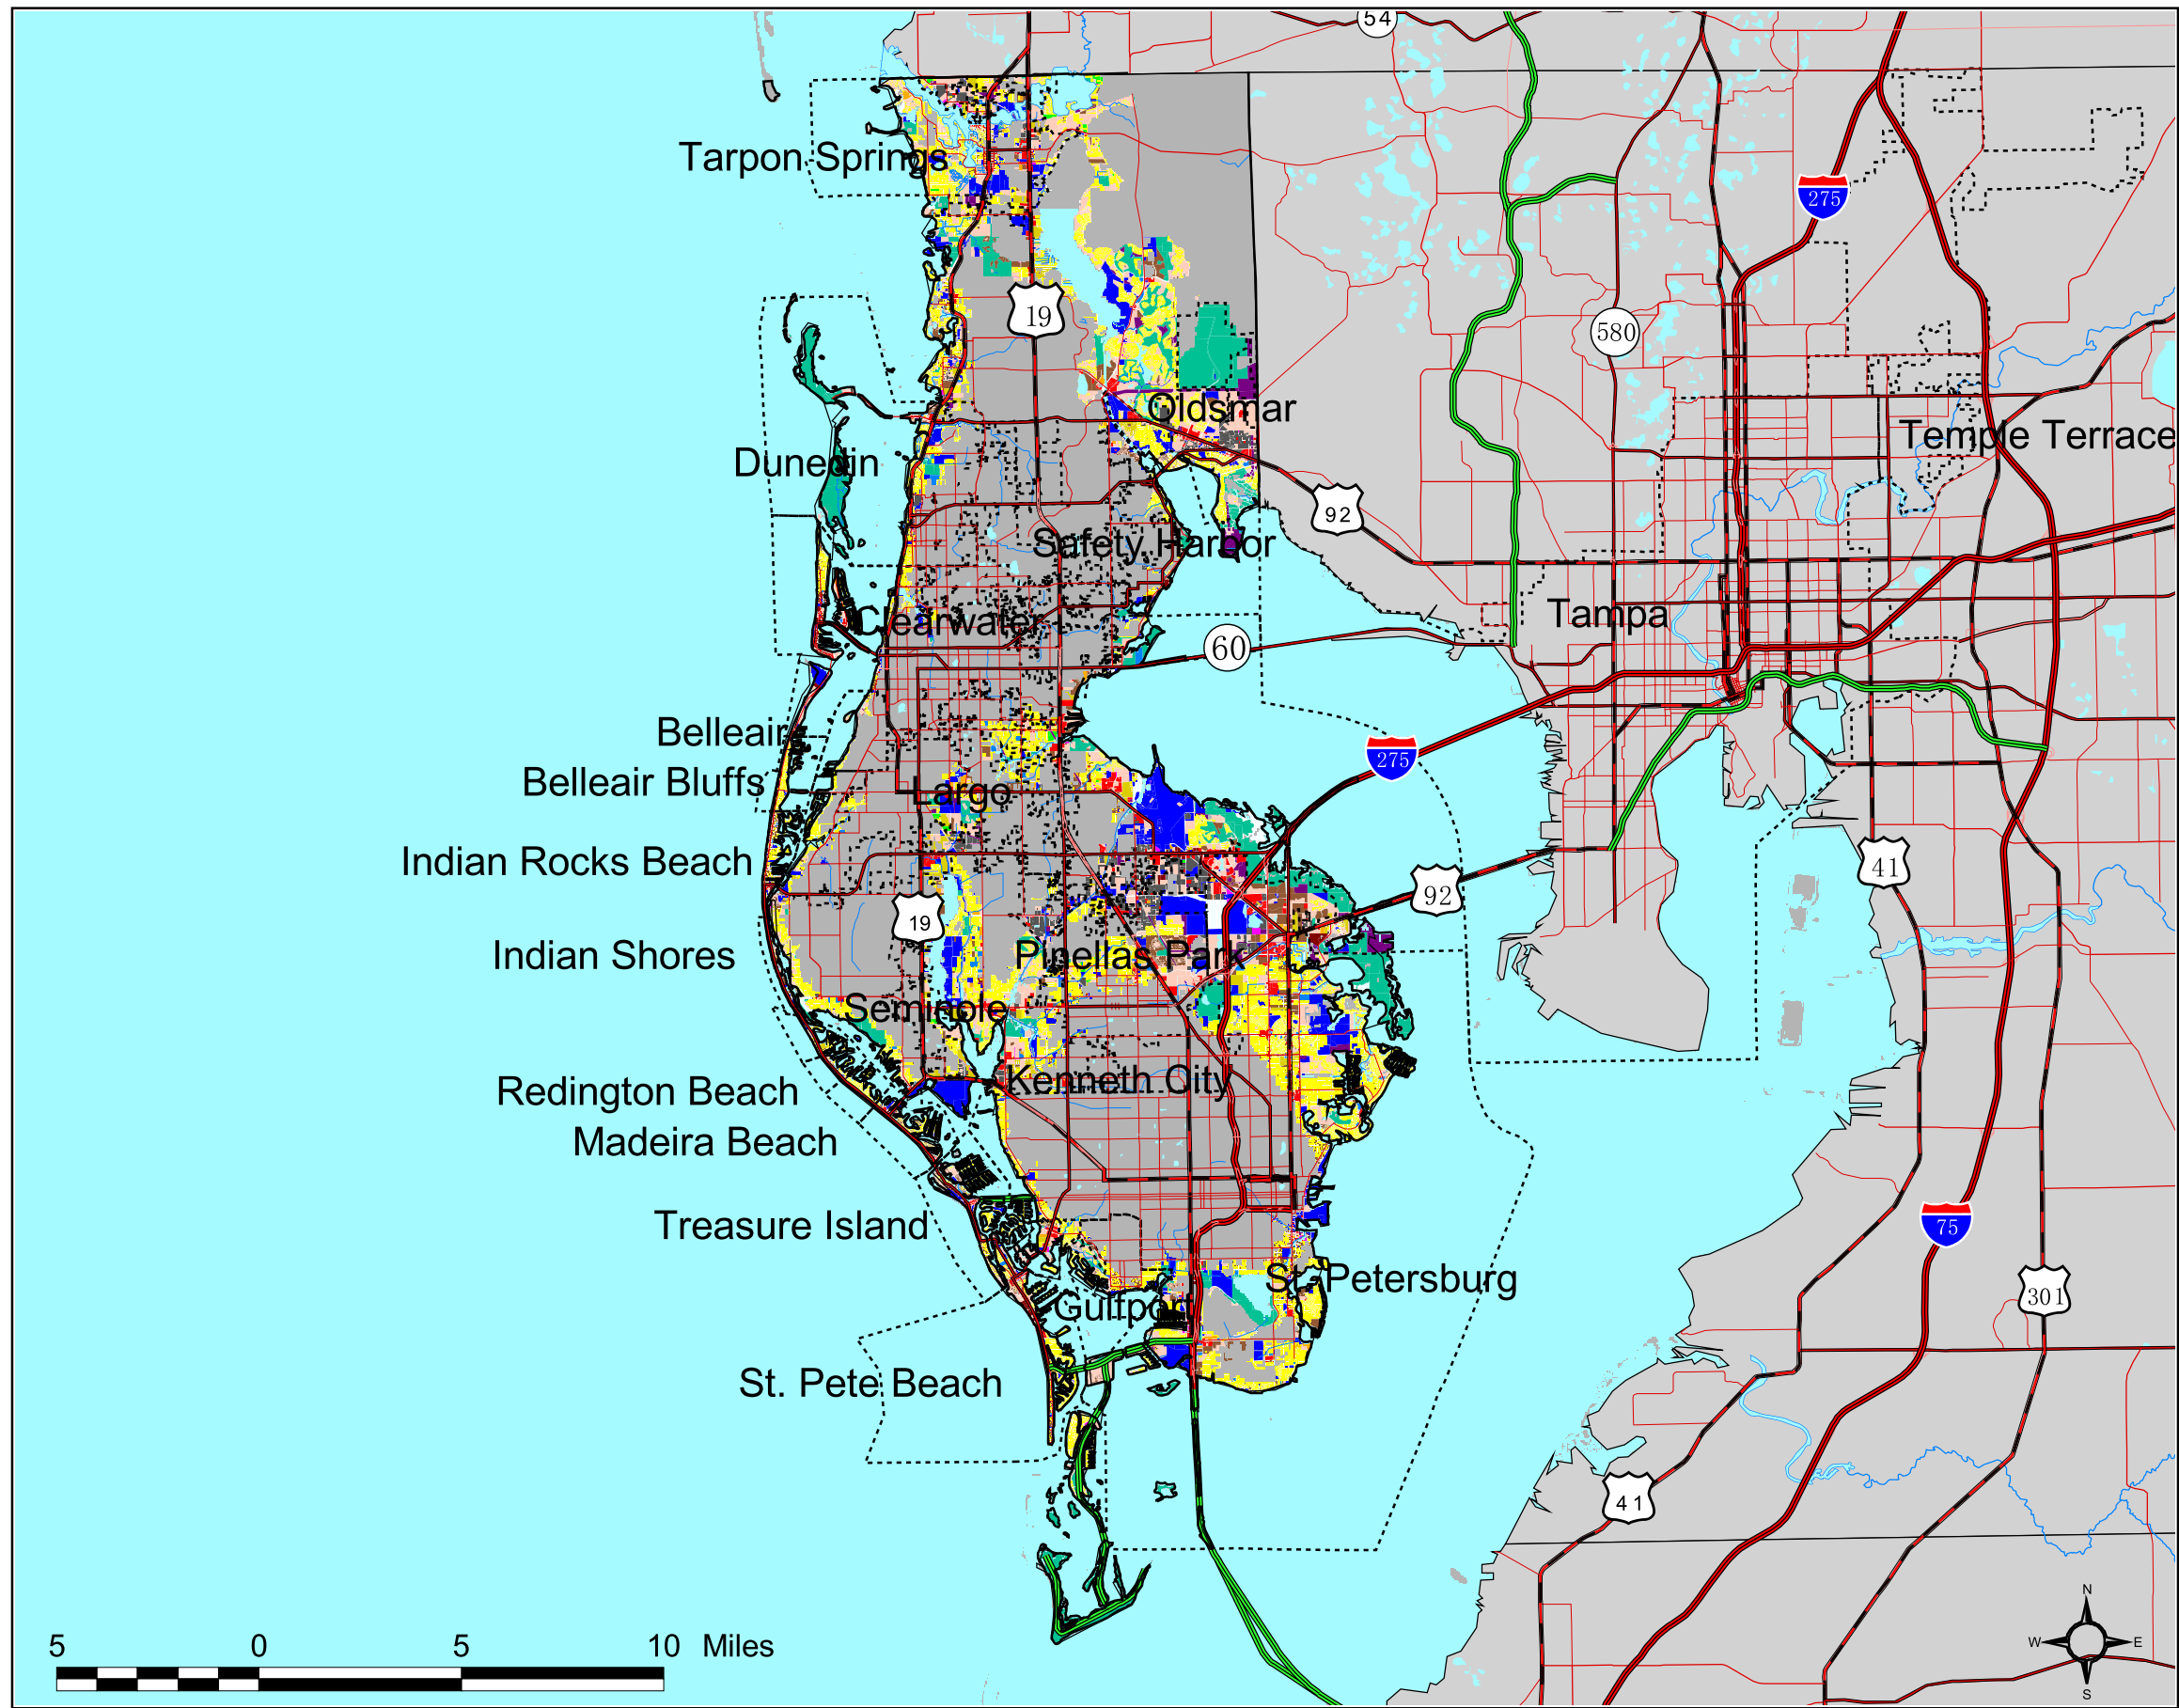 54
Tarpon Springs
275
19
580
Oldsmar
Temple Terrace
Dunedin
92
Safety Harbor
Clearwater
Tampa
60
Belleair
275
Belleair Bluffs
Largo
Indian Rocks Beach
41
92
19
Indian Shores
Pinellas Park
Seminole
Kenneth City
Redington Beach
Madeira Beach
Treasure Island
75
St. Petersburg
301
Gulfport
St. Pete Beach
41
N
W E
S
5 0 5 10 Miles